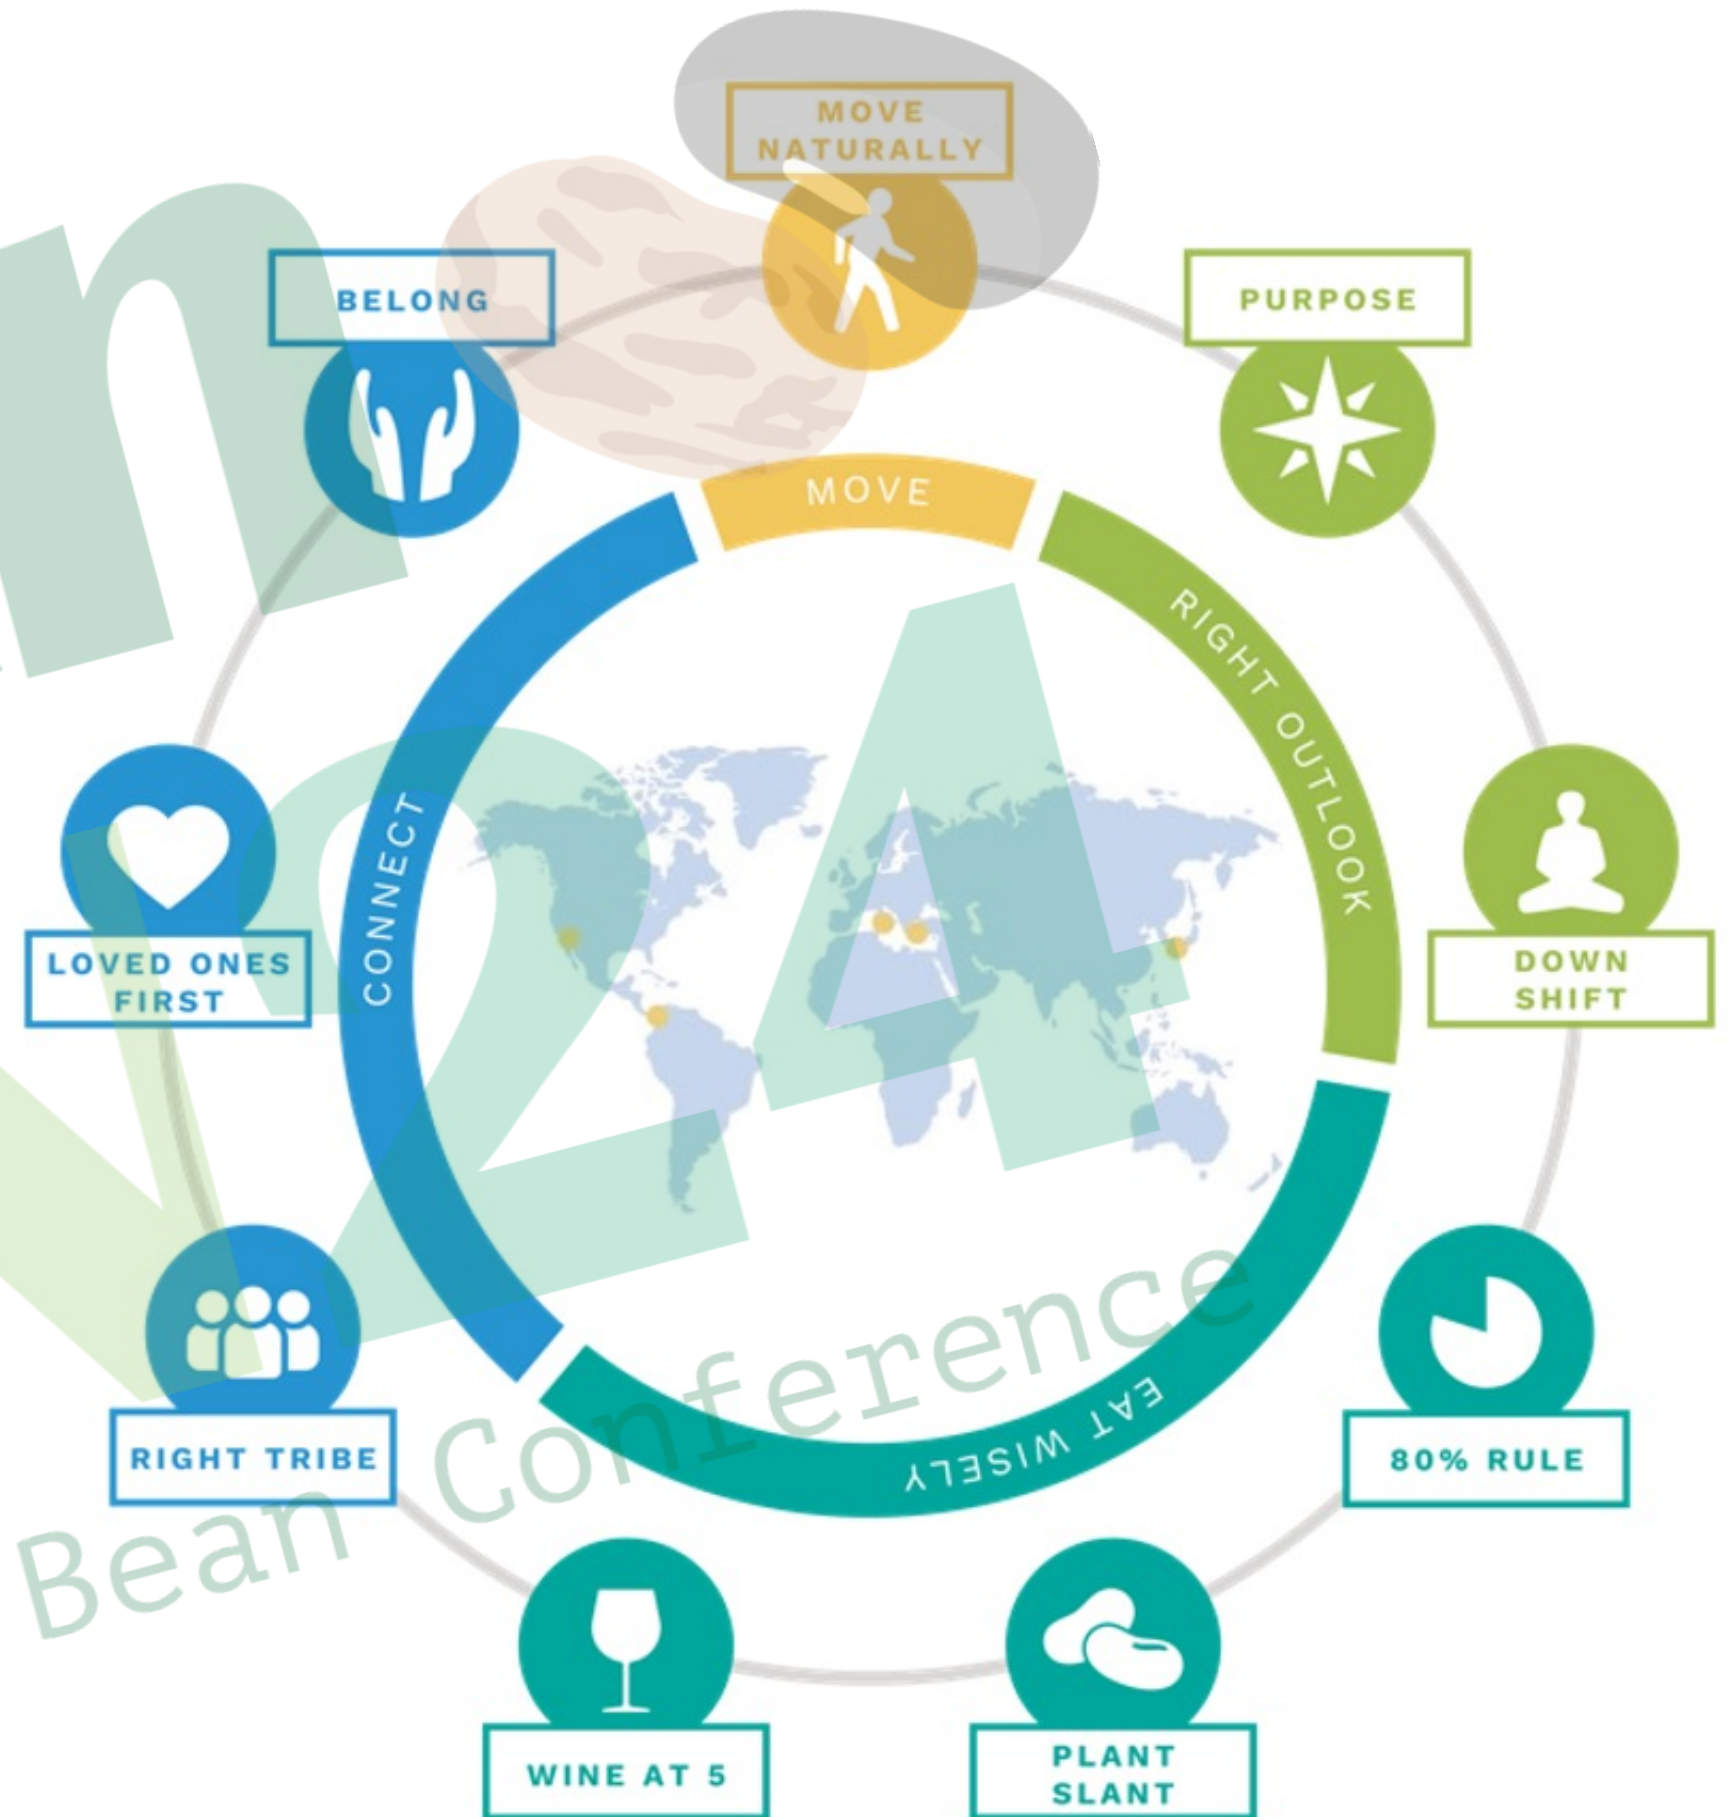 MOVE
NATURALLY
BELONG
PURPOSE
MOVE
RIGHT OUTLOOK
CONNECT
LOVED ONES
FIRST
DOWN
SHIFT
RIGHT TRIBE
80% RULE
EAT WISELY
WINE AT 5
PLANT
SLANT
24
Bean Conference